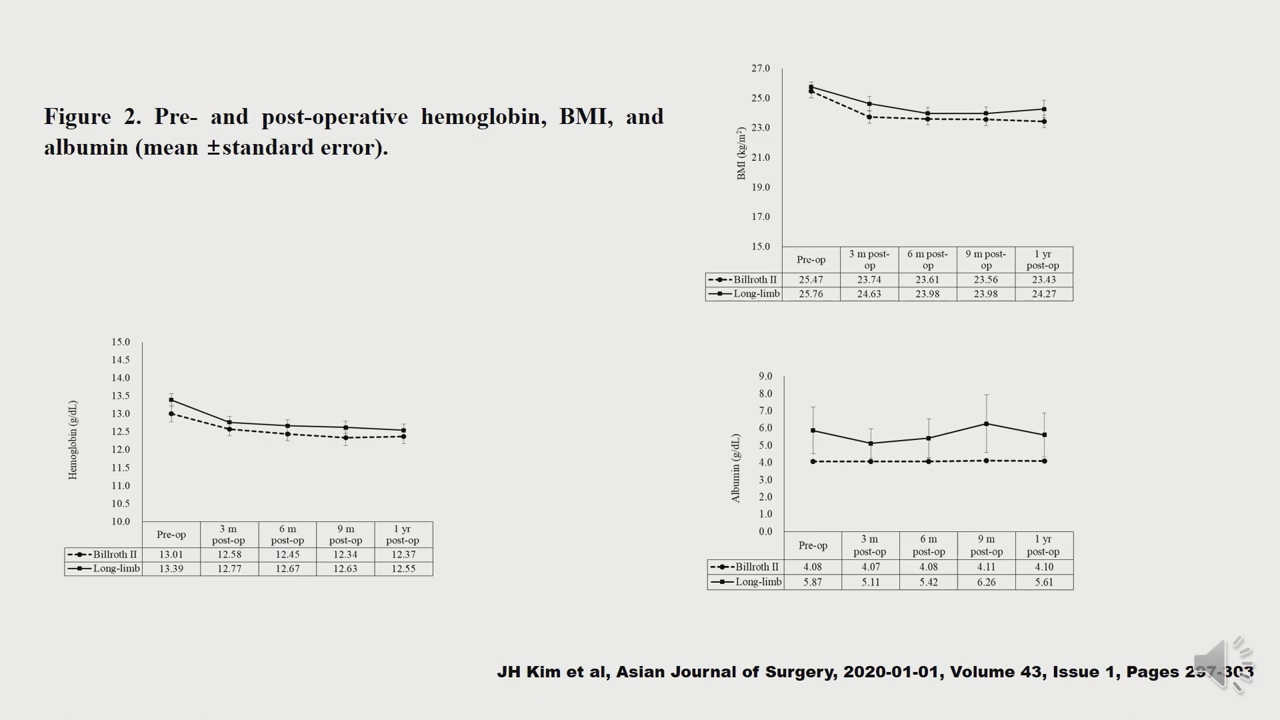 Figure 2. Pre- and post-operative hemoglobin, BMI, and
albumin (mean ±standard error).
27.0
25.0
23.0
21.0
19.0
17.0
15.0
BMI (kg/m²)
Pre-op 3 m post-op 6 m post-op 9 m post-op 1 yr post-op
Billroth II 25.47 23.74 23.61 23.56 23.43
Long-limb 25.76 24.63 23.98 23.98 24.27
15.0
14.5
14.0
13.5
13.0
12.5
12.0
11.5
11.0
10.5
10.0
Hemoglobin (g/dL)
Pre-op 3 m post-op 6 m post-op 9 m post-op 1 yr post-op
Billroth II 13.01 12.58 12.45 12.34 12.37
Long-limb 13.39 12.77 12.67 12.63 12.55
9.0
8.0
7.0
6.0
5.0
4.0
3.0
2.0
1.0
0.0
Albumin (g/dL)
Pre-op 3 m post-op 6 m post-op 9 m post-op 1 yr post-op
Billroth II 4.08 4.07 4.08 4.11 4.10
Long-limb 5.87 5.11 5.42 6.26 5.61
JH Kim et al, Asian Journal of Surgery, 2020-01-01, Volume 43, Issue 1, Pages 297-303